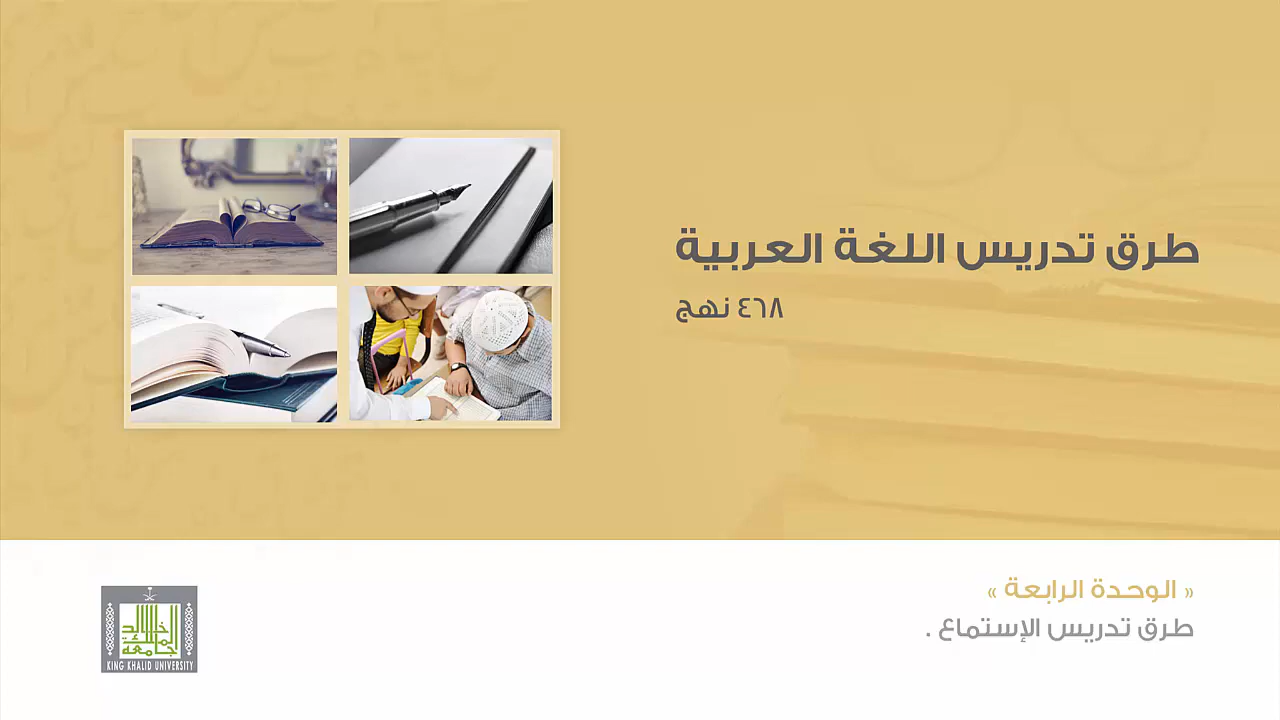 طرق تدريس اللغة العربية
٤٦٨ نهج
« الوحدة الرابعة »
طرق تدريس الإستماع .
جامعة الملك خالد
KING KHALID UNIVERSITY